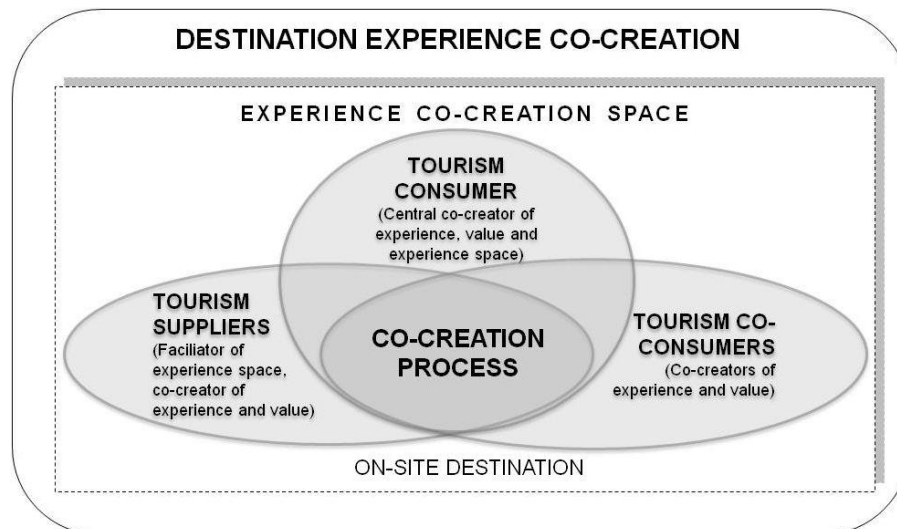 DESTINATION EXPERIENCE CO-CREATION
EXPERIENCE CO-CREATION SPACE
TOURISM
CONSUMER
(Central co-creator of
experience, value and
experience space)
TOURISM
SUPPLIERS
(Faciliator of
experience space,
co-creator of
experience and value)
CO-CREATION
PROCESS
TOURISM CO-
CONSUMERS
(Co-creators of
experience and value)
ON-SITE DESTINATION